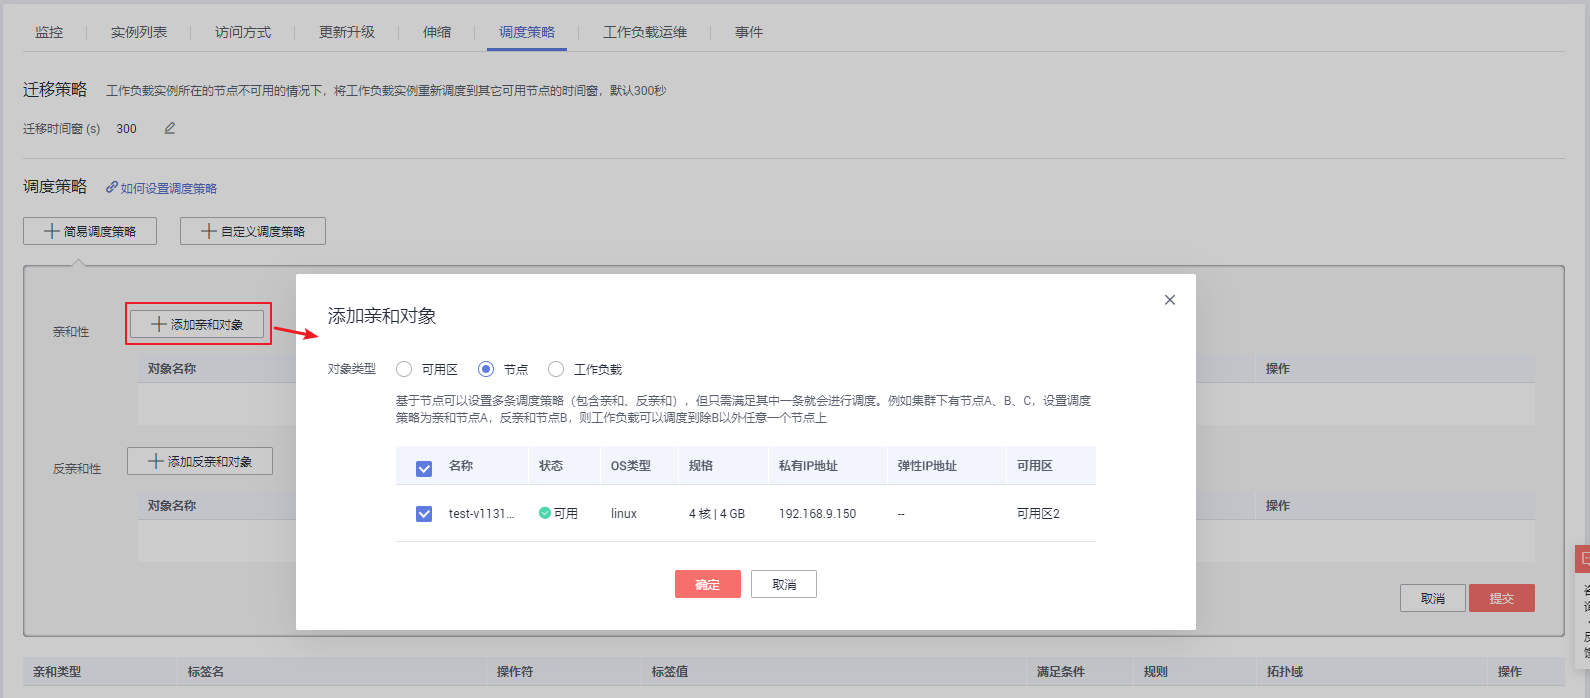 监控 实例列表 访问方式 更新升级 伸缩 调度策略 工作负载运维 事件
迁移策略 工作负载实例所在的节点不可用的情况下，将工作负载实例重新调度到其它可用节点的时间窗，默认300秒
迁移时间窗 (s) 300
调度策略 如何设置调度策略
简易调度策略 自定义调度策略
亲和性 添加亲和对象
对象名称 操作
反亲和性 添加反亲和对象
对象名称 操作
添加亲和对象
对象类型 可用区 节点 工作负载
基于节点可以设置多条调度策略（包含亲和、反亲和），但只需满足其中一条就会进行调度。例如集群下有节点A、B、C，设置调度
策略为亲和节点A，反亲和节点B，则工作负载可以调度到除B以外任意一个节点上
名称 状态 OS类型 规格 私有IP地址 弹性IP地址 可用区
test-v1131... 可用 linux 4 核 | 4 GB 192.168.9.150 -- 可用区2
确定 取消
取消 提交
亲和类型 标签名 操作符 标签值 满足条件 规则 拓扑域 操作